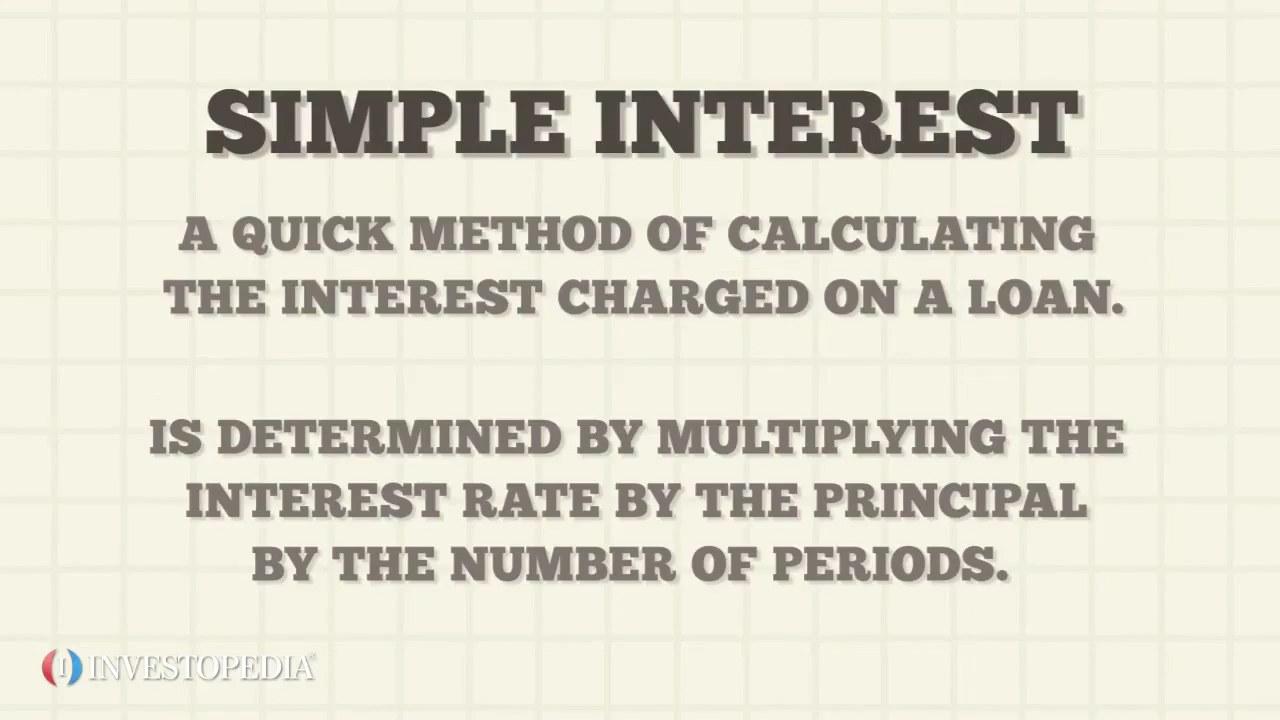 SIMPLE INTEREST
A QUICK METHOD OF CALCULATING
THE INTEREST CHARGED ON A LOAN.
IS DETERMINED BY MULTIPLYING THE
INTEREST RATE BY THE PRINCIPAL
BY THE NUMBER OF PERIODS.
INVESTOPEDIA®